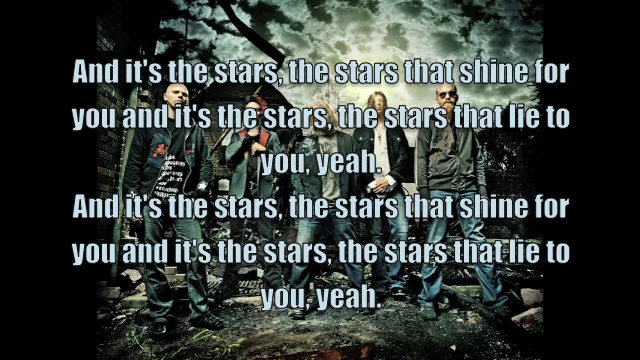 And it's the stars, the stars that shine for
you and it's the stars, the stars that lie to
you, yeah.
And it's the stars, the stars that shine for
you and it's the stars, the stars that lie to
you, yeah.